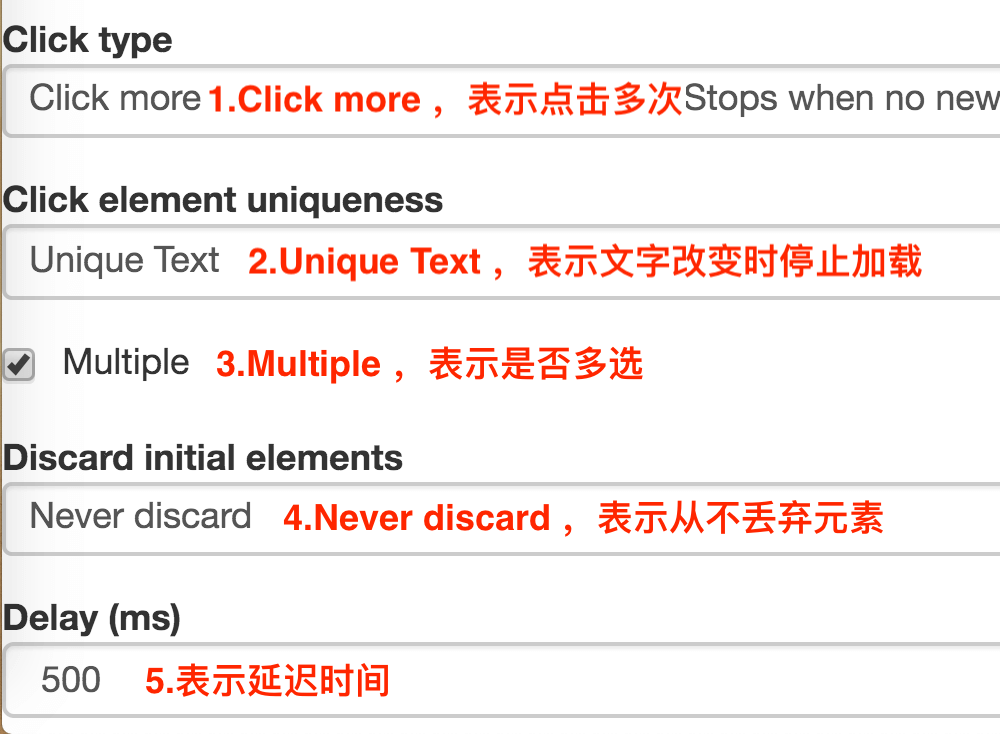 Click type
Click more 1.Click more ，表示点击多次Stops when no new
Click element uniqueness
Unique Text 2.Unique Text ，表示文字改变时停止加载
Multiple 3.Multiple ，表示是否多选
Discard initial elements
Never discard 4.Never discard ，表示从不丢弃元素
Delay (ms)
500 5.表示延迟时间